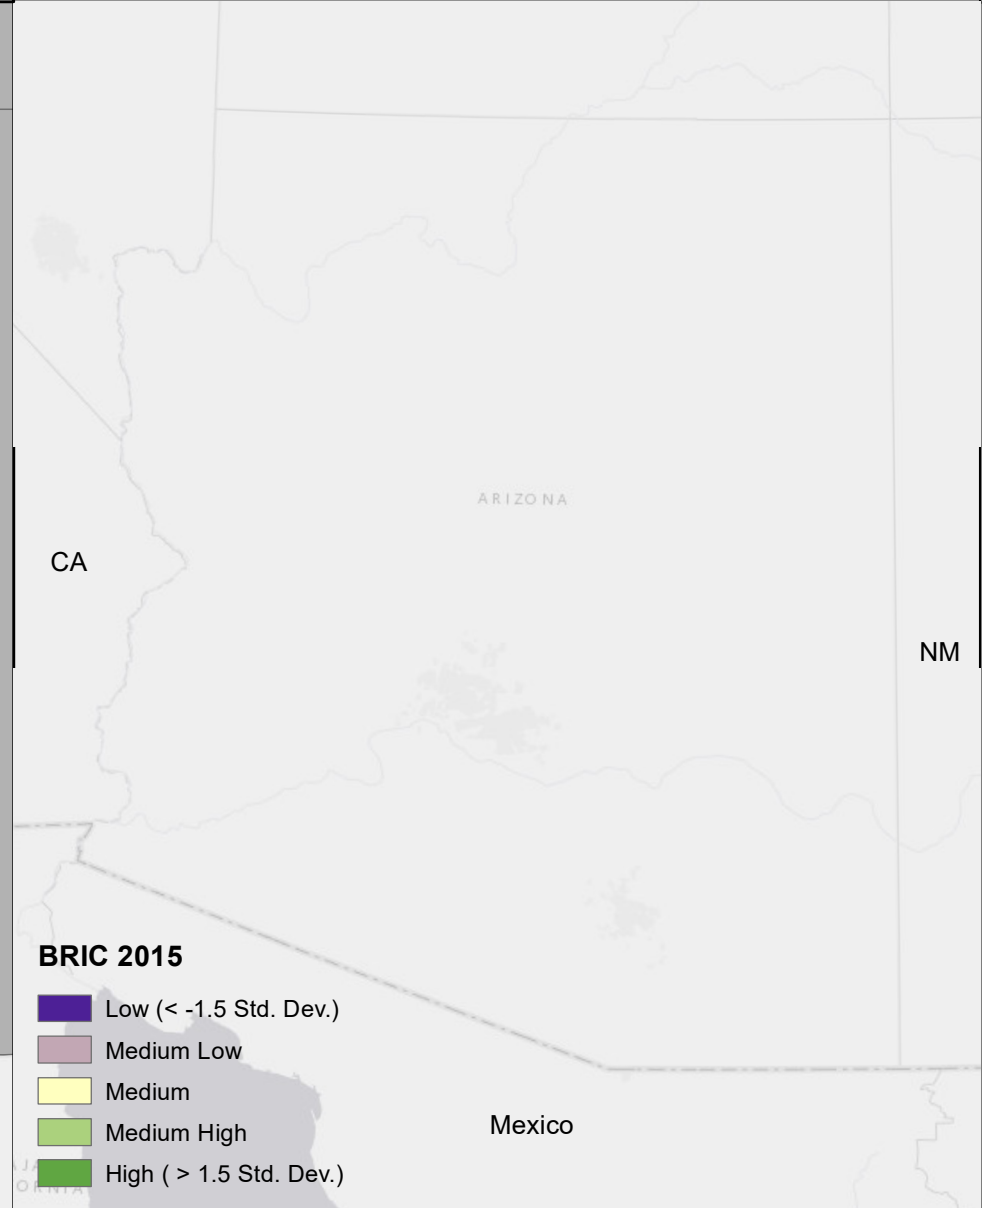 ARIZONA
CA
NM
BRIC 2015
Low (< -1.5 Std. Dev.)
Medium Low
Medium
Medium High
High ( > 1.5 Std. Dev.)
Mexico